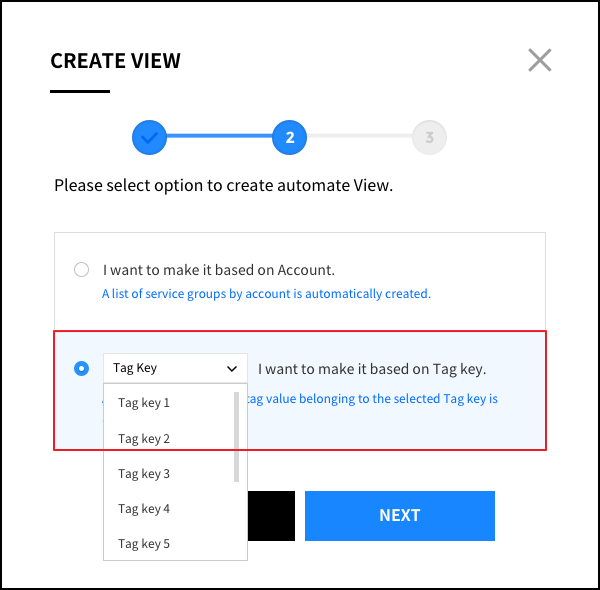 CREATE VIEW
2
3
Please select option to create automate View.
I want to make it based on Account.
A list of service groups by account is automatically created.
Tag Key
I want to make it based on Tag key.
tag value belonging to the selected Tag key is
Tag key 1
Tag key 2
Tag key 3
Tag key 4
Tag key 5
NEXT